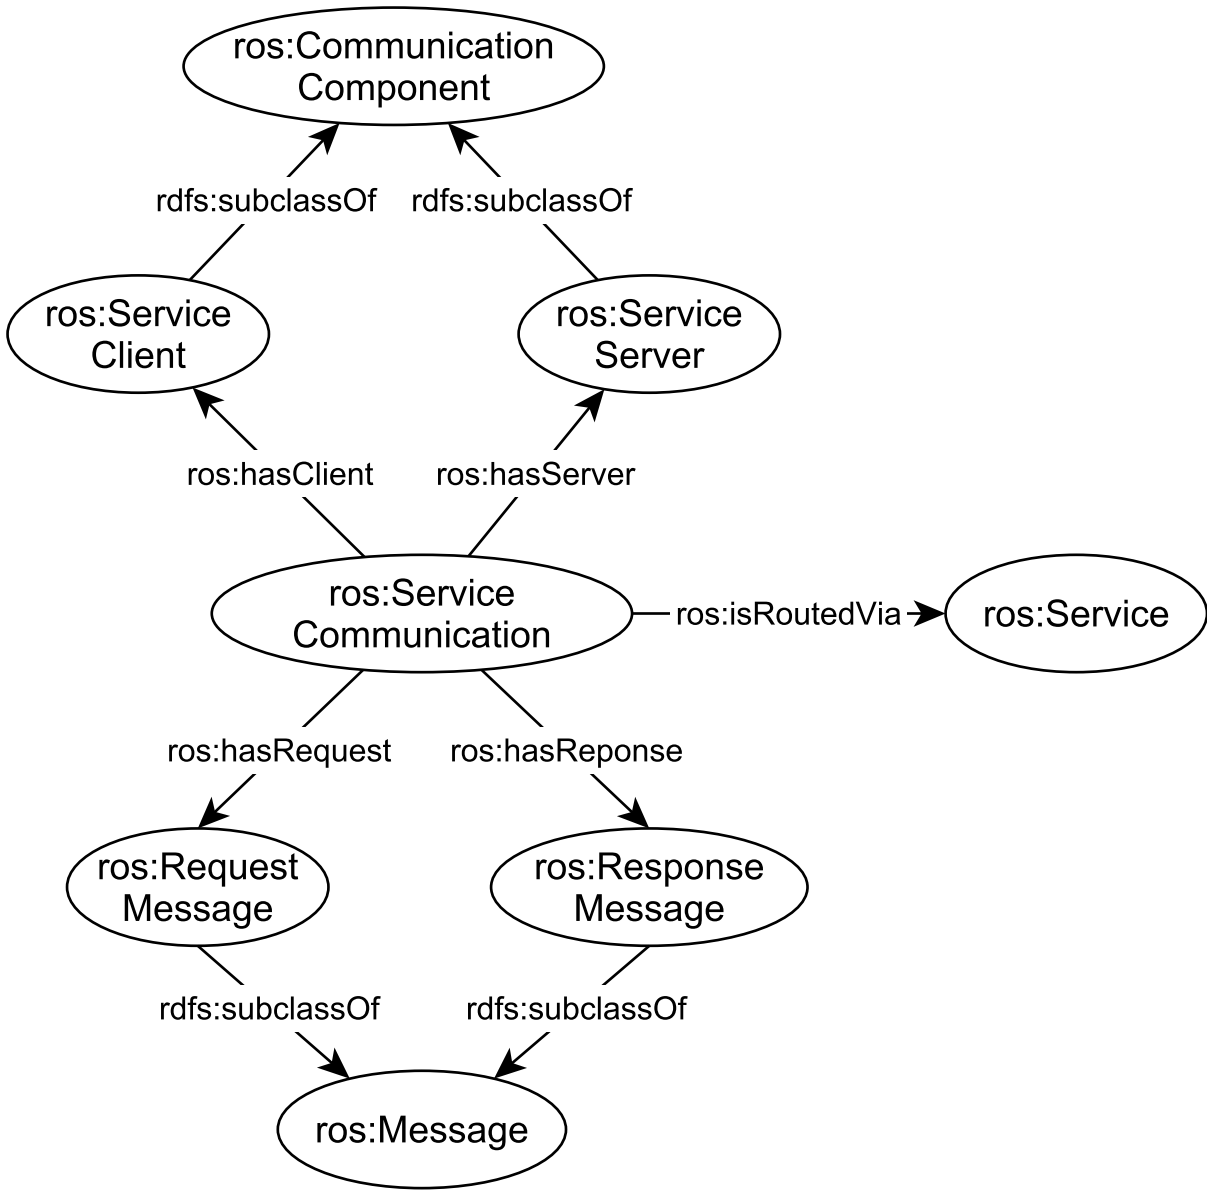 ros:Communication
Component
rdfs:subclassOf
rdfs:subclassOf
ros:Service
Client
ros:Service
Server
ros:hasClient
ros:hasServer
ros:Service
Communication
ros:isRoutedVia
ros:Service
ros:hasRequest
ros:hasReponse
ros:Request
Message
ros:Response
Message
rdfs:subclassOf
rdfs:subclassOf
ros:Message